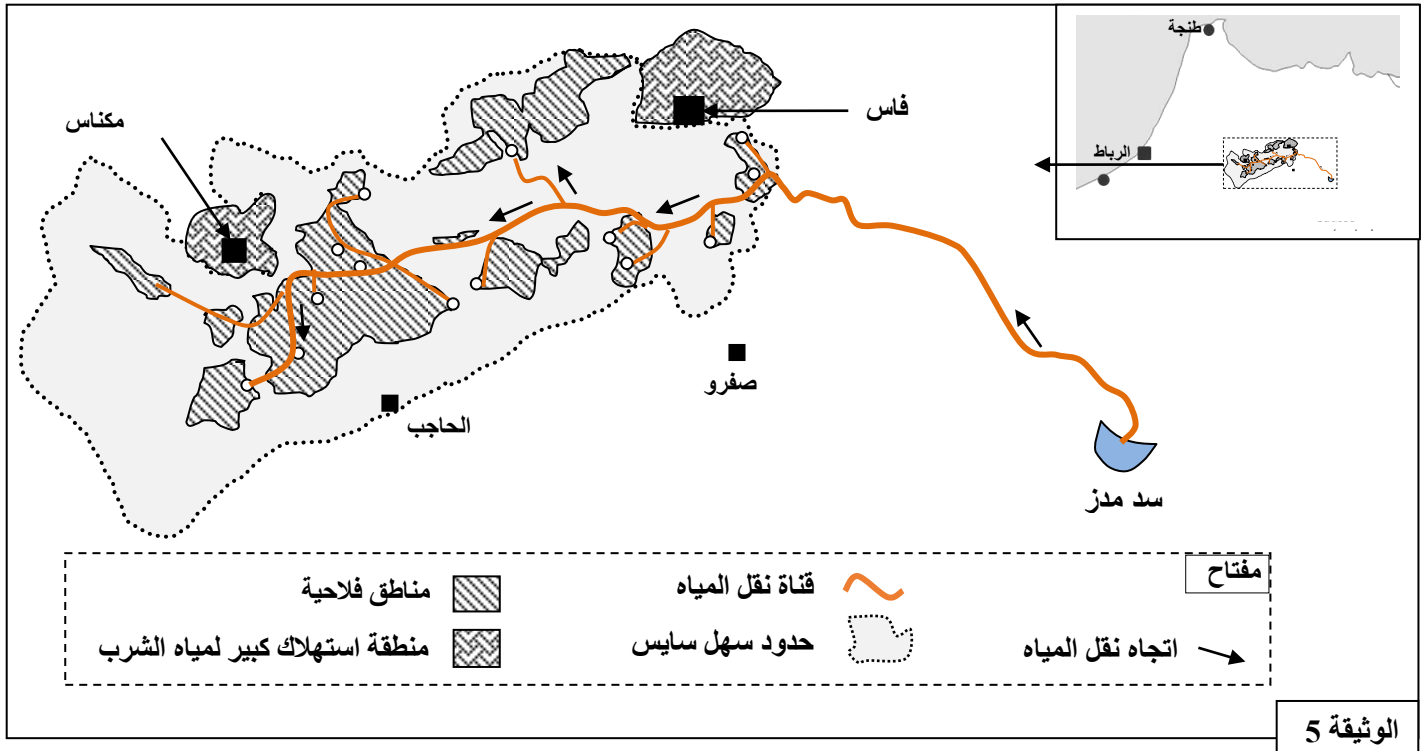 طنجة
الرباط
فاس
مكناس
صفرو
الحاجب
سد مدز
مفتاح
قناة نقل المياه
مناطق فلاحية
اتجاه نقل المياه
حدود سهل سايس
منطقة استهلاك كبير لمياه الشرب
الوثيقة 5